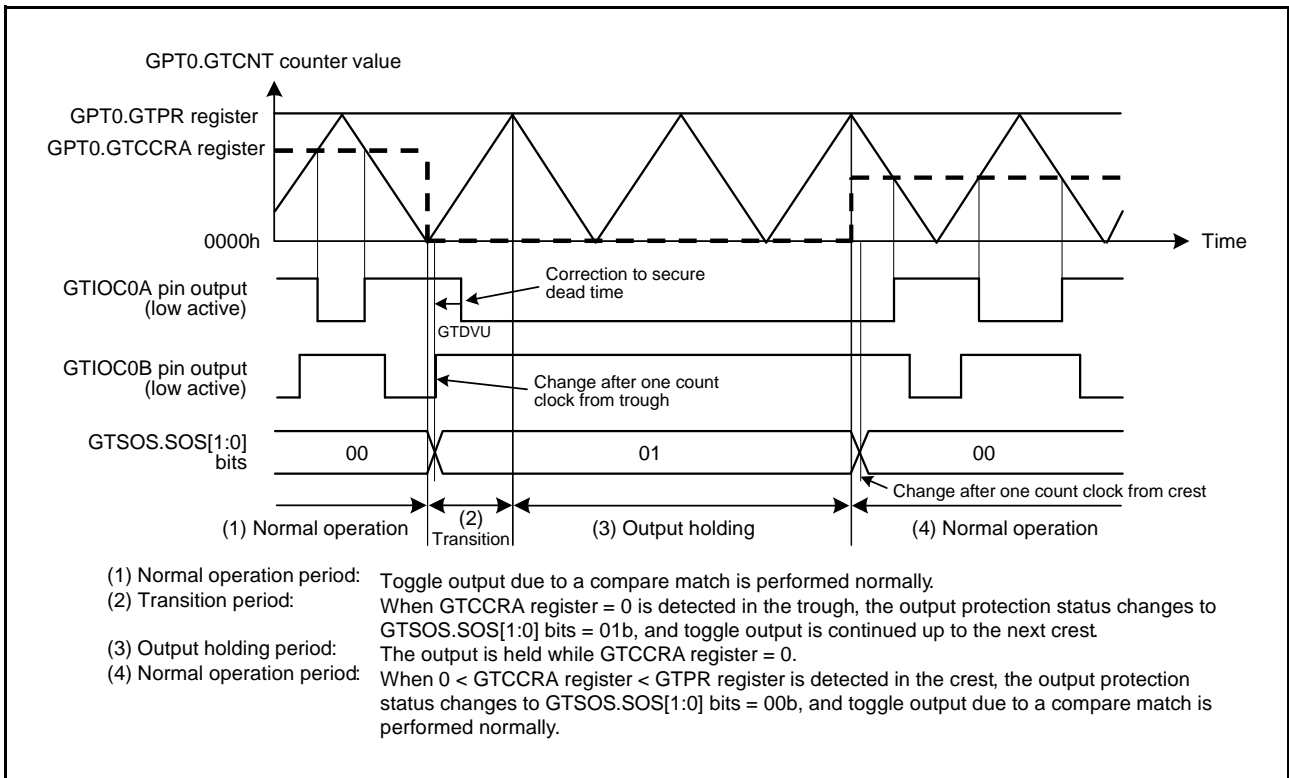 GPT0.GTCNT counter value
GPT0.GTPR register
GPT0.GTCCRA register
0000h
Time
GTIOC0A pin output
(low active)
Correction to secure
dead time
GTDVU
GTIOC0B pin output
(low active)
Change after one count
clock from trough
GTSOS.SOS[1:0]
bits
00
01
00
Change after one count clock from crest
(1) Normal operation
(2)
Transition
(3) Output holding
(4) Normal operation
(1) Normal operation period: Toggle output due to a compare match is performed normally.
(2) Transition period: When GTCCRA register = 0 is detected in the trough, the output protection status changes to
GTSOS.SOS[1:0] bits = 01b, and toggle output is continued up to the next crest.
(3) Output holding period: The output is held while GTCCRA register = 0.
(4) Normal operation period: When 0 < GTCCRA register < GTPR register is detected in the crest, the output protection
status changes to GTSOS.SOS[1:0] bits = 00b, and toggle output due to a compare match is
performed normally.